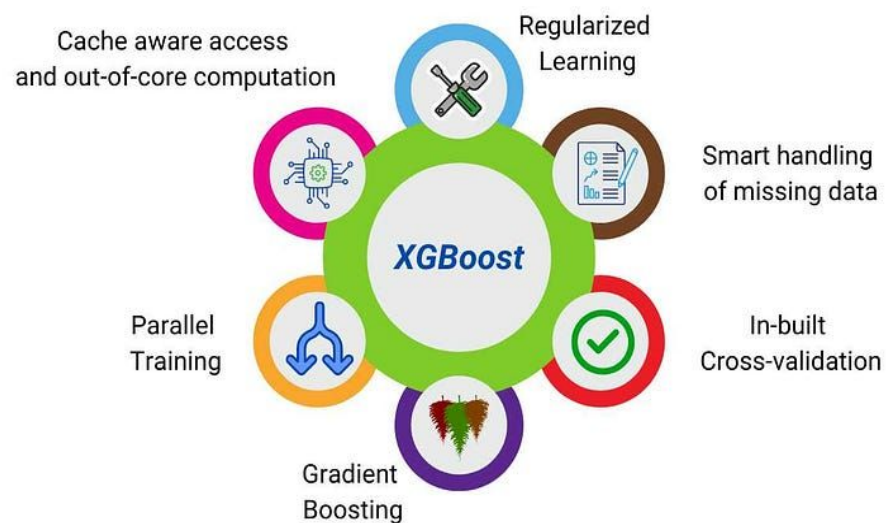 Regularized
Learning
Cache aware access
and out-of-core computation
Smart handling
of missing data
XGBoost
Parallel
Training
In-built
Cross-validation
Gradient
Boosting